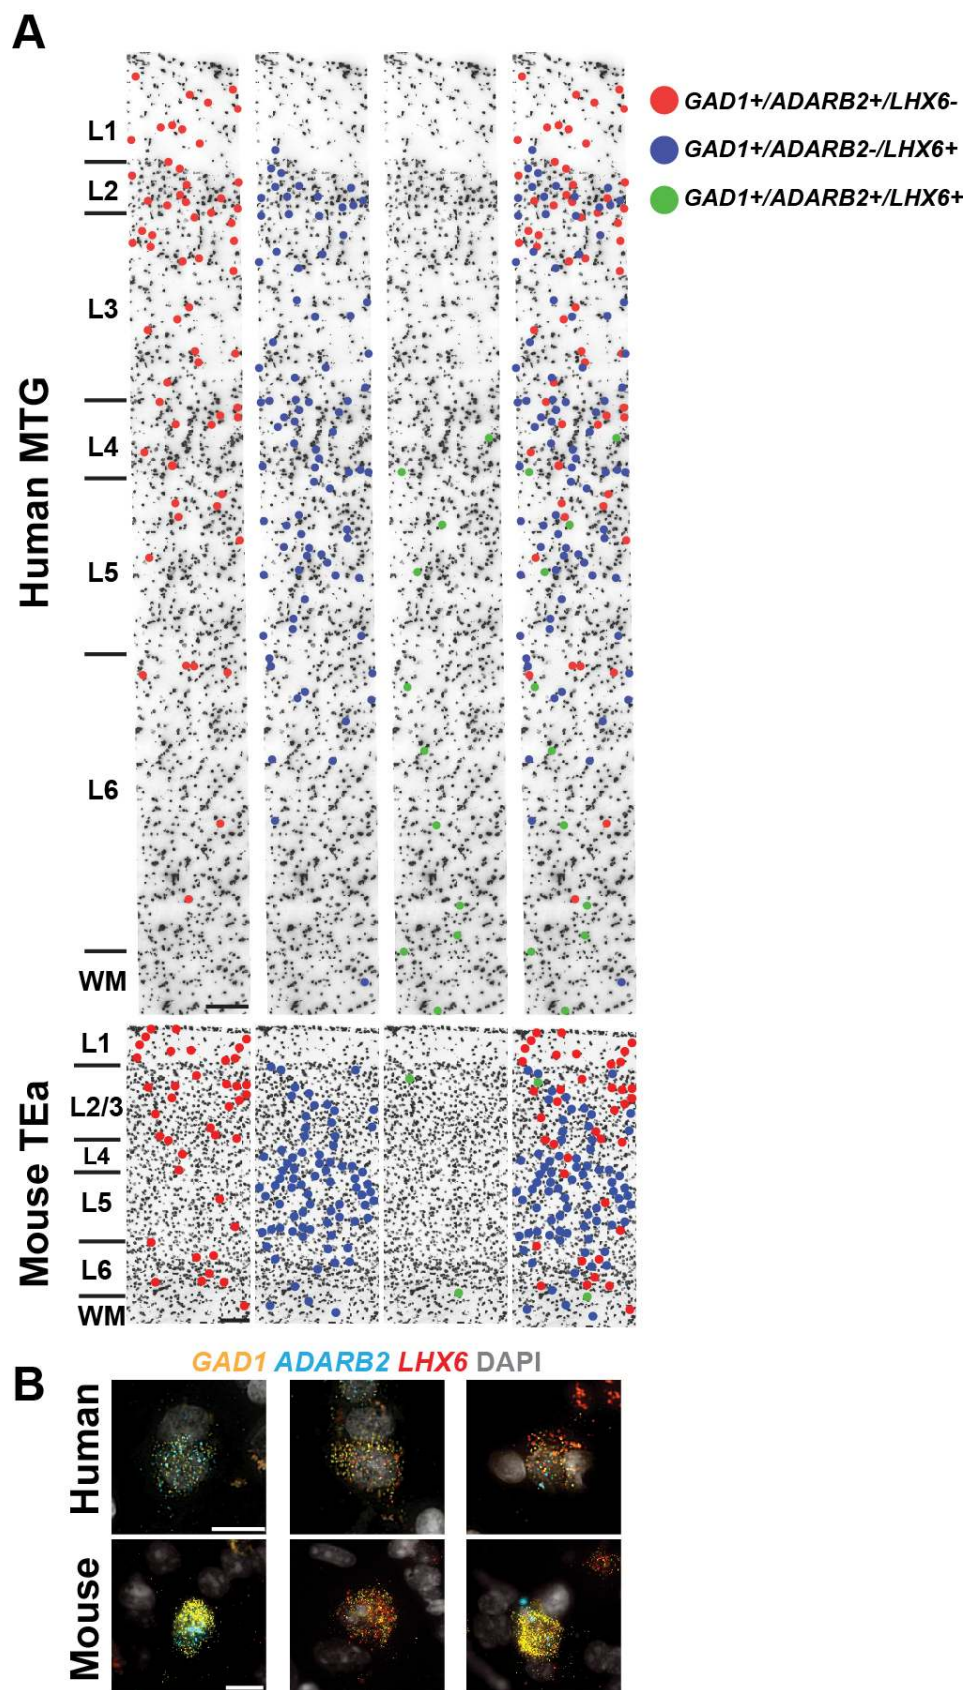 A
GAD1+/ADARB2+/LHX6-
GAD1+/ADARB2-/LHX6+
GAD1+/ADARB2+/LHX6+
Human MTG
L1
L2
L3
L4
L5
L6
WM
Mouse TEa
L1
L2/3
L4
L5
L6
WM
B
GAD1 ADARB2 LHX6 DAPI
Human
Mouse